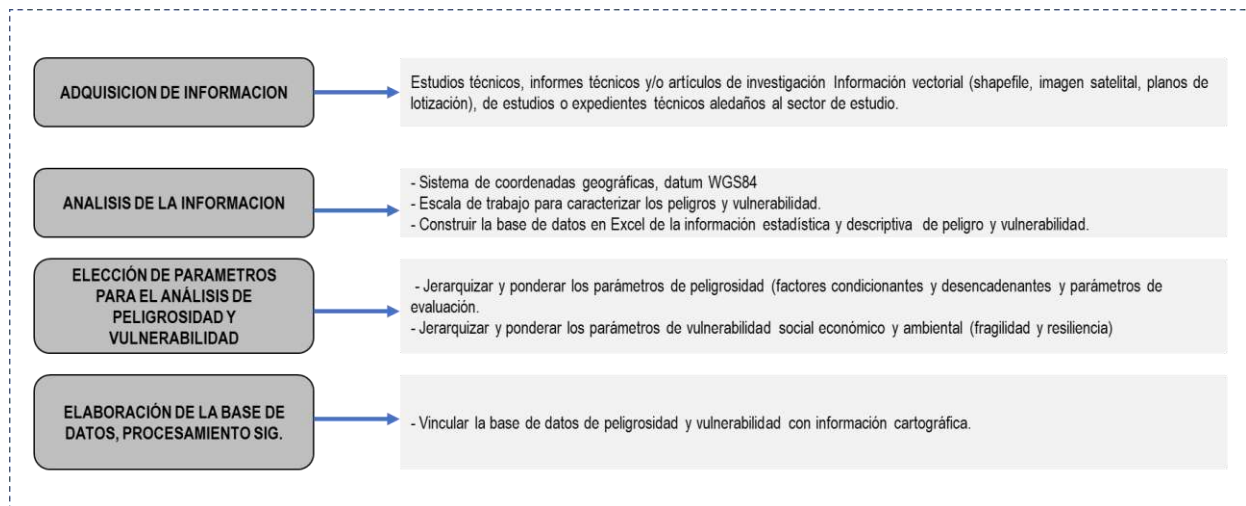 ADQUISICION DE INFORMACION
Estudios técnicos, informes técnicos y/o artículos de investigación Información vectorial (shapefile, imagen satelital, planos de
lotización), de estudios o expedientes técnicos aledaños al sector de estudio.
ANALISIS DE LA INFORMACION
- Sistema de coordenadas geográficas, datum WGS84
- Escala de trabajo para caracterizar los peligros y vulnerabilidad.
- Construir la base de datos en Excel de la información estadística y descriptiva de peligro y vulnerabilidad.
ELECCIÓN DE PARAMETROS
PARA EL ANÁLISIS DE
PELIGROSIDAD Y
VULNERABILIDAD
- Jerarquizar y ponderar los parámetros de peligrosidad (factores condicionantes y desencadenantes y parámetros de
evaluación.
- Jerarquizar y ponderar los parámetros de vulnerabilidad social económico y ambiental (fragilidad y resiliencia)
ELABORACIÓN DE LA BASE DE
DATOS, PROCESAMIENTO SIG.
- Vincular la base de datos de peligrosidad y vulnerabilidad con información cartográfica.